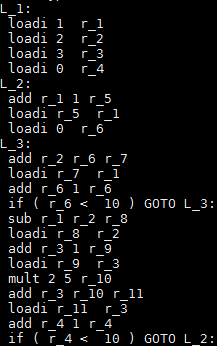 L_1:
loadi 1 r_1
loadi 2 r_2
loadi 3 r_3
loadi 0 r_4
L_2:
add r_1 1 r_5
loadi r_5 r_1
loadi 0 r_6
L_3:
add r_2 r_6 r_7
loadi r_7 r_1
add r_6 1 r_6
if ( r_6 < 10 ) GOTO L_3:
sub r_1 r_2 r_8
loadi r_8 r_2
add r_3 1 r_9
loadi r_9 r_3
mult 2 5 r_10
add r_3 r_10 r_11
loadi r_11 r_3
add r_4 1 r_4
if ( r_4 < 10 ) GOTO L_2: